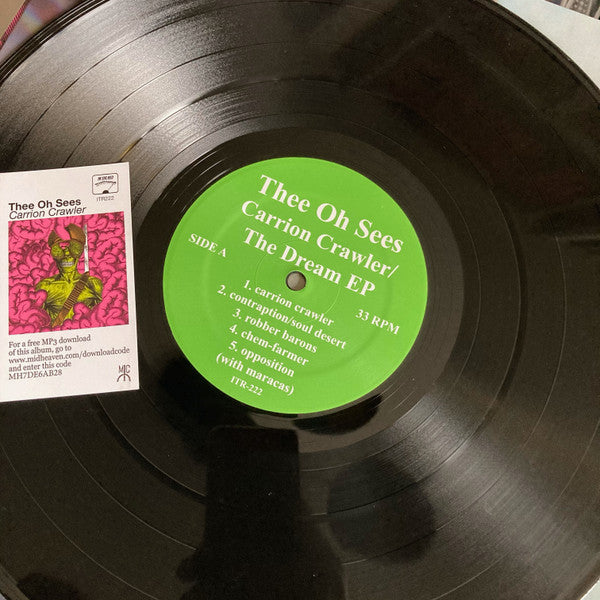 ITR222
Thee Oh Sees
Carrion Crawler
For a free MP3 download
of this album, go to
www.midheaven.com/downloadcode
and enter this code
MH7DE6AB28
Thee Oh Sees
Carrion Crawler/
The Dream EP
SIDE A
33 RPM
1. carrion crawler
2. contraption/soul desert
3. robber barons
4. chem-farmer
5. opposition
(with maracas)
ITR-222